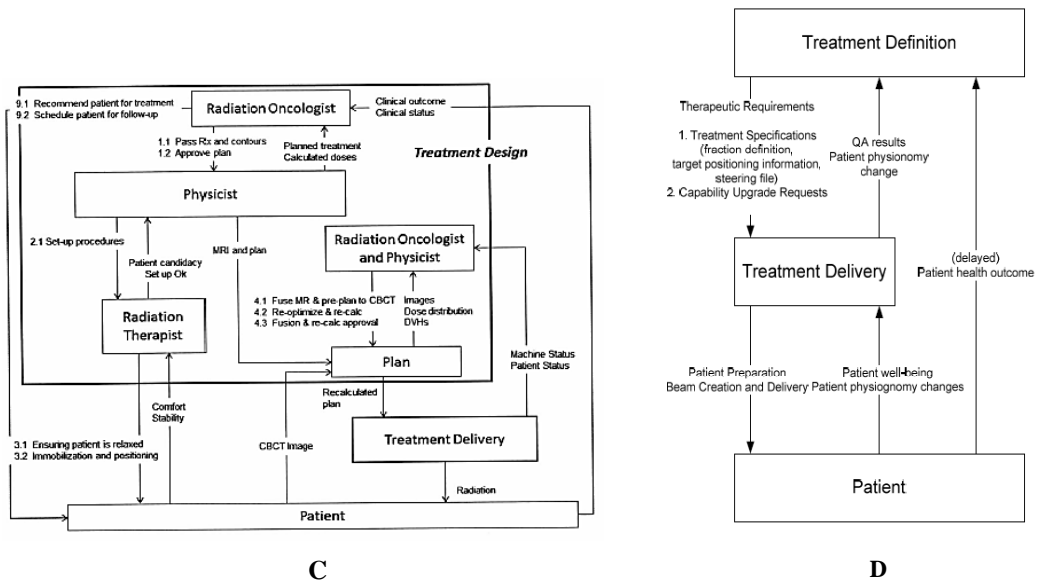 9.1 Recommend patient for treatment
9.2 Schedule patient for follow-up
Radiation Oncologist
Clinical outcome
Clinical status
1.1 Pass Rx and contours
1.2 Approve plan
Planned treatment
Calculated doses
Treatment Design
Physicist
2.1 Set-up procedures
Patient candidacy
Set up Ok
MRI and plan
Radiation Oncologist
and Physicist
4.1 Fuse MR & pre-plan to CBCT
4.2 Re-optimize & re-calc
4.3 Fusion & re-calc approval
Images
Dose distribution
DVHs
Radiation
Therapist
Plan
Machine Status
Patient Status
Recalculated
plan
Comfort
Stability
3.1 Ensuring patient is relaxed
3.2 Immobilization and positioning
CBCT Image
Treatment Delivery
Radiation
Patient
C
Treatment Definition
Therapeutic Requirements
1. Treatment Specifications
(fraction definition,
target positioning information,
steering file)
2. Capability Upgrade Requests
QA results
Patient physionomy
change
Treatment Delivery
(delayed)
Patient health outcome
Patient Preparation
Beam Creation and Delivery
Patient well-being
Patient physiognomy changes
Patient
D